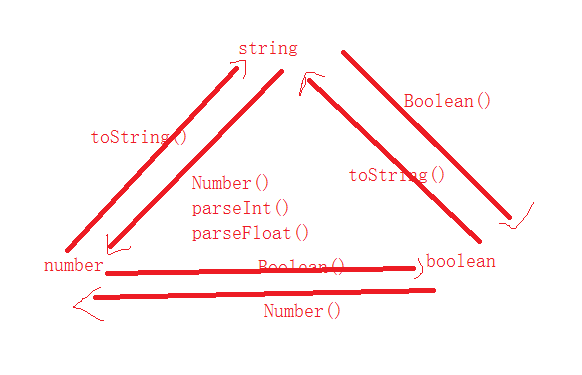 string
Boolean()
toString()
toString()
Number()
parseInt()
parseFloat()
number
Boolean()
boolean
Number()